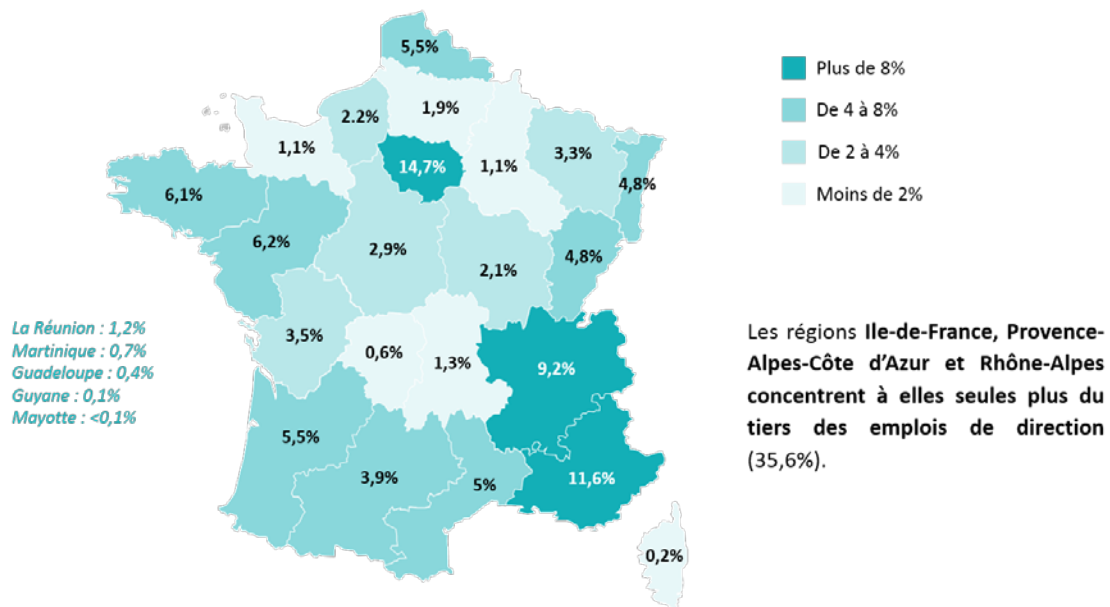 5,5%
1,9%
2.2%
1,1%
14,7%
1,1%
3,3%
4,8%
6,1%
6,2%
2,9%
2,1%
4,8%
3,5%
0,6%
1,3%
9,2%
5,5%
3,9%
5%
11,6%
0,2%
Plus de 8%
De 4 à 8%
De 2 à 4%
Moins de 2%
La Réunion : 1,2%
Martinique : 0,7%
Guadeloupe : 0,4%
Guyane : 0,1%
Mayotte : <0,1%
Les régions Ile-de-France, Provence-
Alpes-Côte d'Azur et Rhône-Alpes
concentrent à elles seules plus du
tiers des emplois de direction
(35,6%).